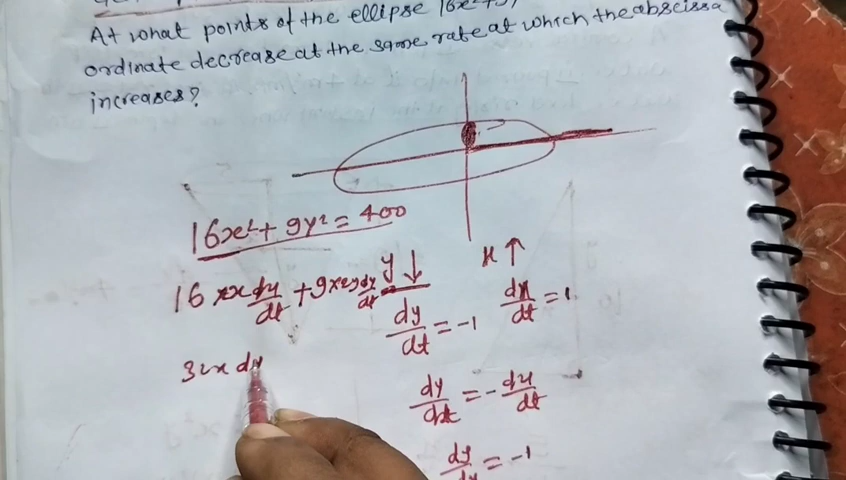 At what points of the ellipse 16x²+9y
ordinate decrease at the same rate at which the abscissa
increases?
16x²+ 9y² = 400
x ↑
y ↓
16 × x dx/dt + 9×2y dy/dt
dx/dt = 1
dy/dt = -1
32x dx
dy/dt = - dx/dt
dy/dx = -1